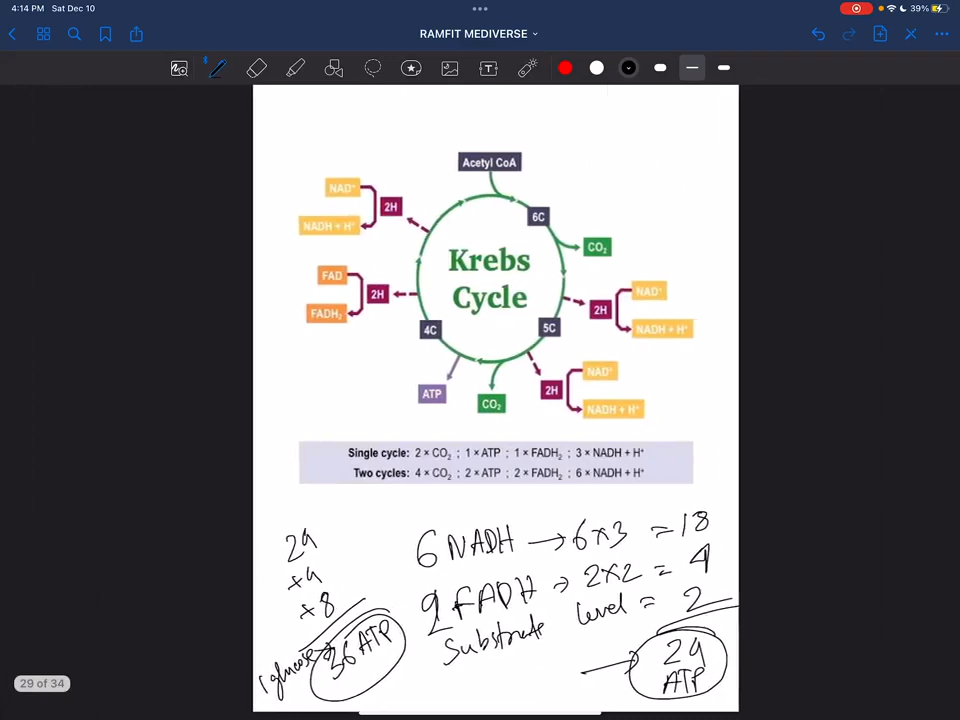 4:14 PM Sat Dec 10
39%
RAMFIT MEDIVERSE
Acetyl CoA
NAD⁺
2H
NADH + H⁺
6C
CO₂
Krebs
Cycle
FAD
2H
FADH₂
NAD⁺
2H
NADH + H⁺
4C
5C
NAD⁺
2H
NADH + H⁺
ATP
CO₂
Single cycle: 2 × CO₂ ; 1 × ATP ; 1 × FADH₂ ; 3 × NADH + H⁺
Two cycles: 4 × CO₂ ; 2 × ATP ; 2 × FADH₂ ; 6 × NADH + H⁺
6 NADH → 6×3 = 18
2 FADH → 2×2 = 4
Substrate level = 2
→ 24
ATP
24
+4
+8
1 glucose → 36 ATP
29 of 34